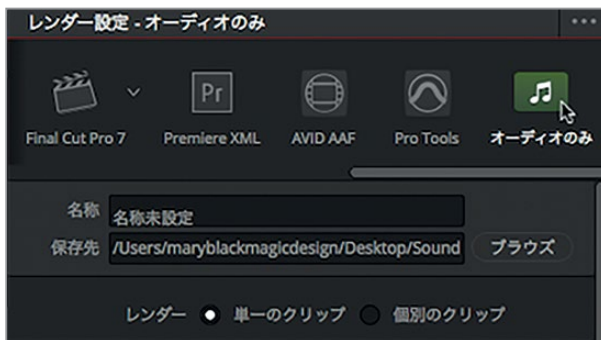 レンダー設定 - オーディオのみ
Pr
Final Cut Pro 7 Premiere XML AVID AAF Pro Tools オーディオのみ
名称 名称未設定
保存先 /Users/maryblackmagicdesign/Desktop/Sound ブラウズ
レンダー 単一のクリップ 個別のクリップ